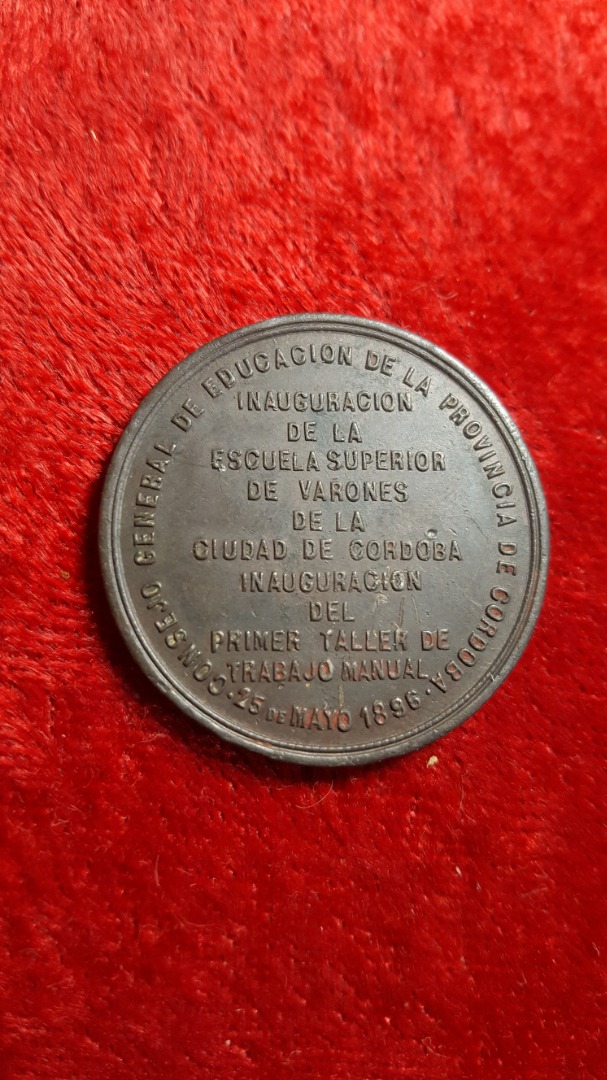 CONSEJO GENERAL DE EDUCACION DE LA PROVINCIA DE CORDOBA
INAUGURACION
DE LA
ESCUELA SUPERIOR
DE VARONES
DE LA
CIUDAD DE CORDOBA
INAUGURACION
DEL
PRIMER TALLER DE
TRABAJO MANUAL
·25 DE MAYO 1896·